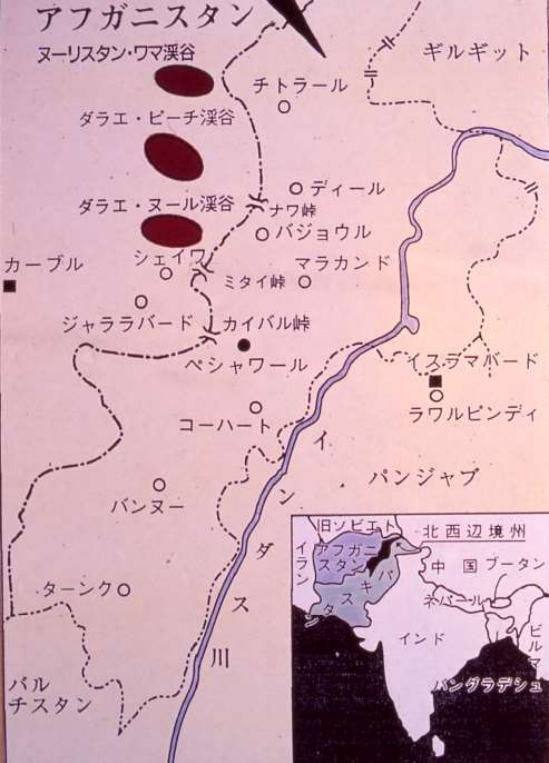 アフガニスタン
ヌーリスタン・ワマ渓谷
ギルギット
チトラール
ダラエ・ピーチ渓谷
ディール
ダラエ・ヌール渓谷
ナワ峠
バジョウル
カーブル
シェイワ
マラカンド
ミタイ峠
ジャララバード
カイバル峠
ペシャワール
イスラマバード
ラワルピンディ
コーハート
パンジャブ
バンヌー
ターンク
インダス川
バル
チスタン
旧ソビエト
北西辺境州
イラン
アフガニ
スタン
中国
ブータン
パキスタン
ネパール
インド
ビルマ
バングラデシュ